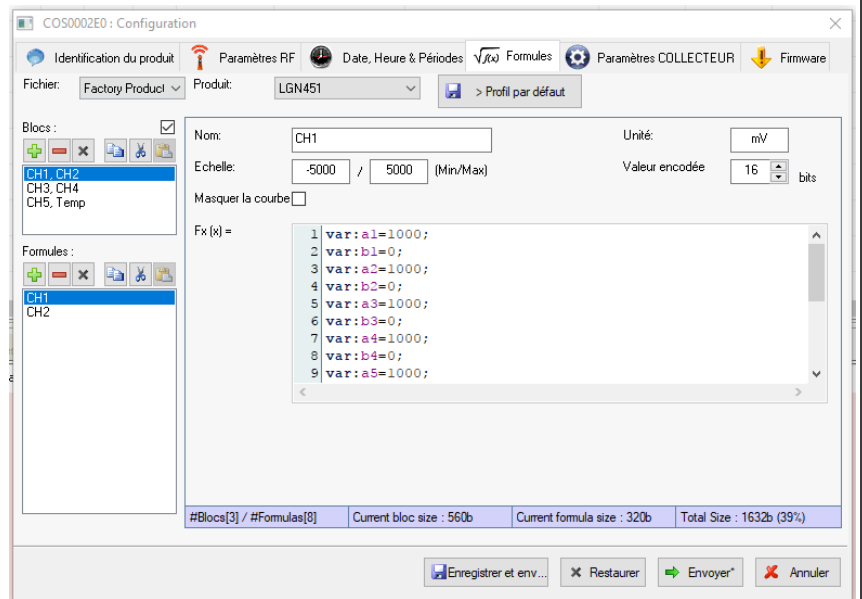 COS0002E0 : Configuration
Identification du produit
Paramètres RF
Date, Heure & Périodes
√f(x) Formules
Paramètres COLLECTEUR
Firmware
Fichier:
Factory Product
Produit:
LGN451
> Profil par défaut
Blocs :
CH1, CH2
CH3, CH4
CH5, Temp
Formules :
CH1
CH2
Nom:
CH1
Unité:
mV
Echelle:
-5000 / 5000 (Min/Max)
Valeur encodée
16 bits
Masquer la courbe
Fx (x) =
1 var:a1=1000;
2 var:b1=0;
3 var:a2=1000;
4 var:b2=0;
5 var:a3=1000;
6 var:b3=0;
7 var:a4=1000;
8 var:b4=0;
9 var:a5=1000;
#Blocs[3] / #Formulas[8]
Current bloc size : 560b
Current formula size : 320b
Total Size : 1632b (39%)
Enregistrer et env...
Restaurer
Envoyer*
Annuler